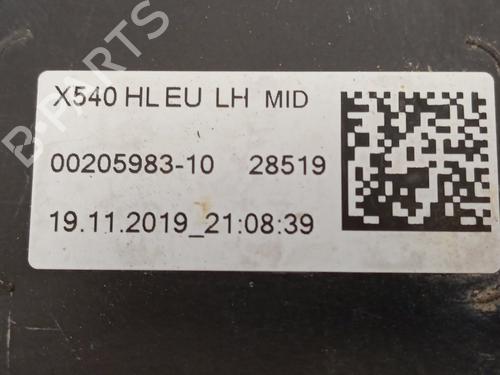 X540 HL EU LH MID
00205983-10 28519
19.11.2019_21:08:39
B-PARTS